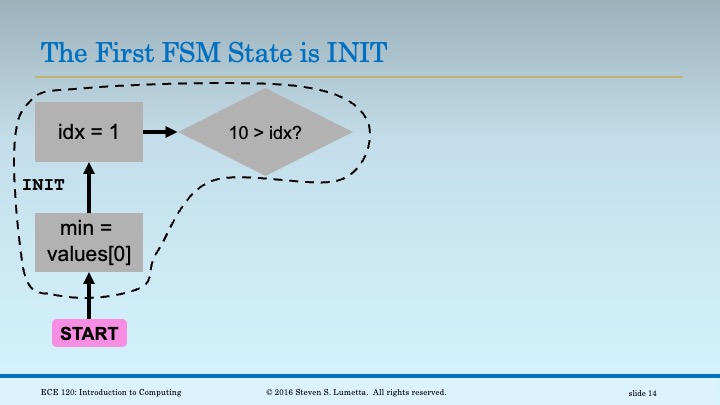 The First FSM State is INIT
idx = 1
10 > idx?
INIT
min =
values[0]
START
ECE 120: Introduction to Computing
© 2016 Steven S. Lumetta. All rights reserved.
slide 14